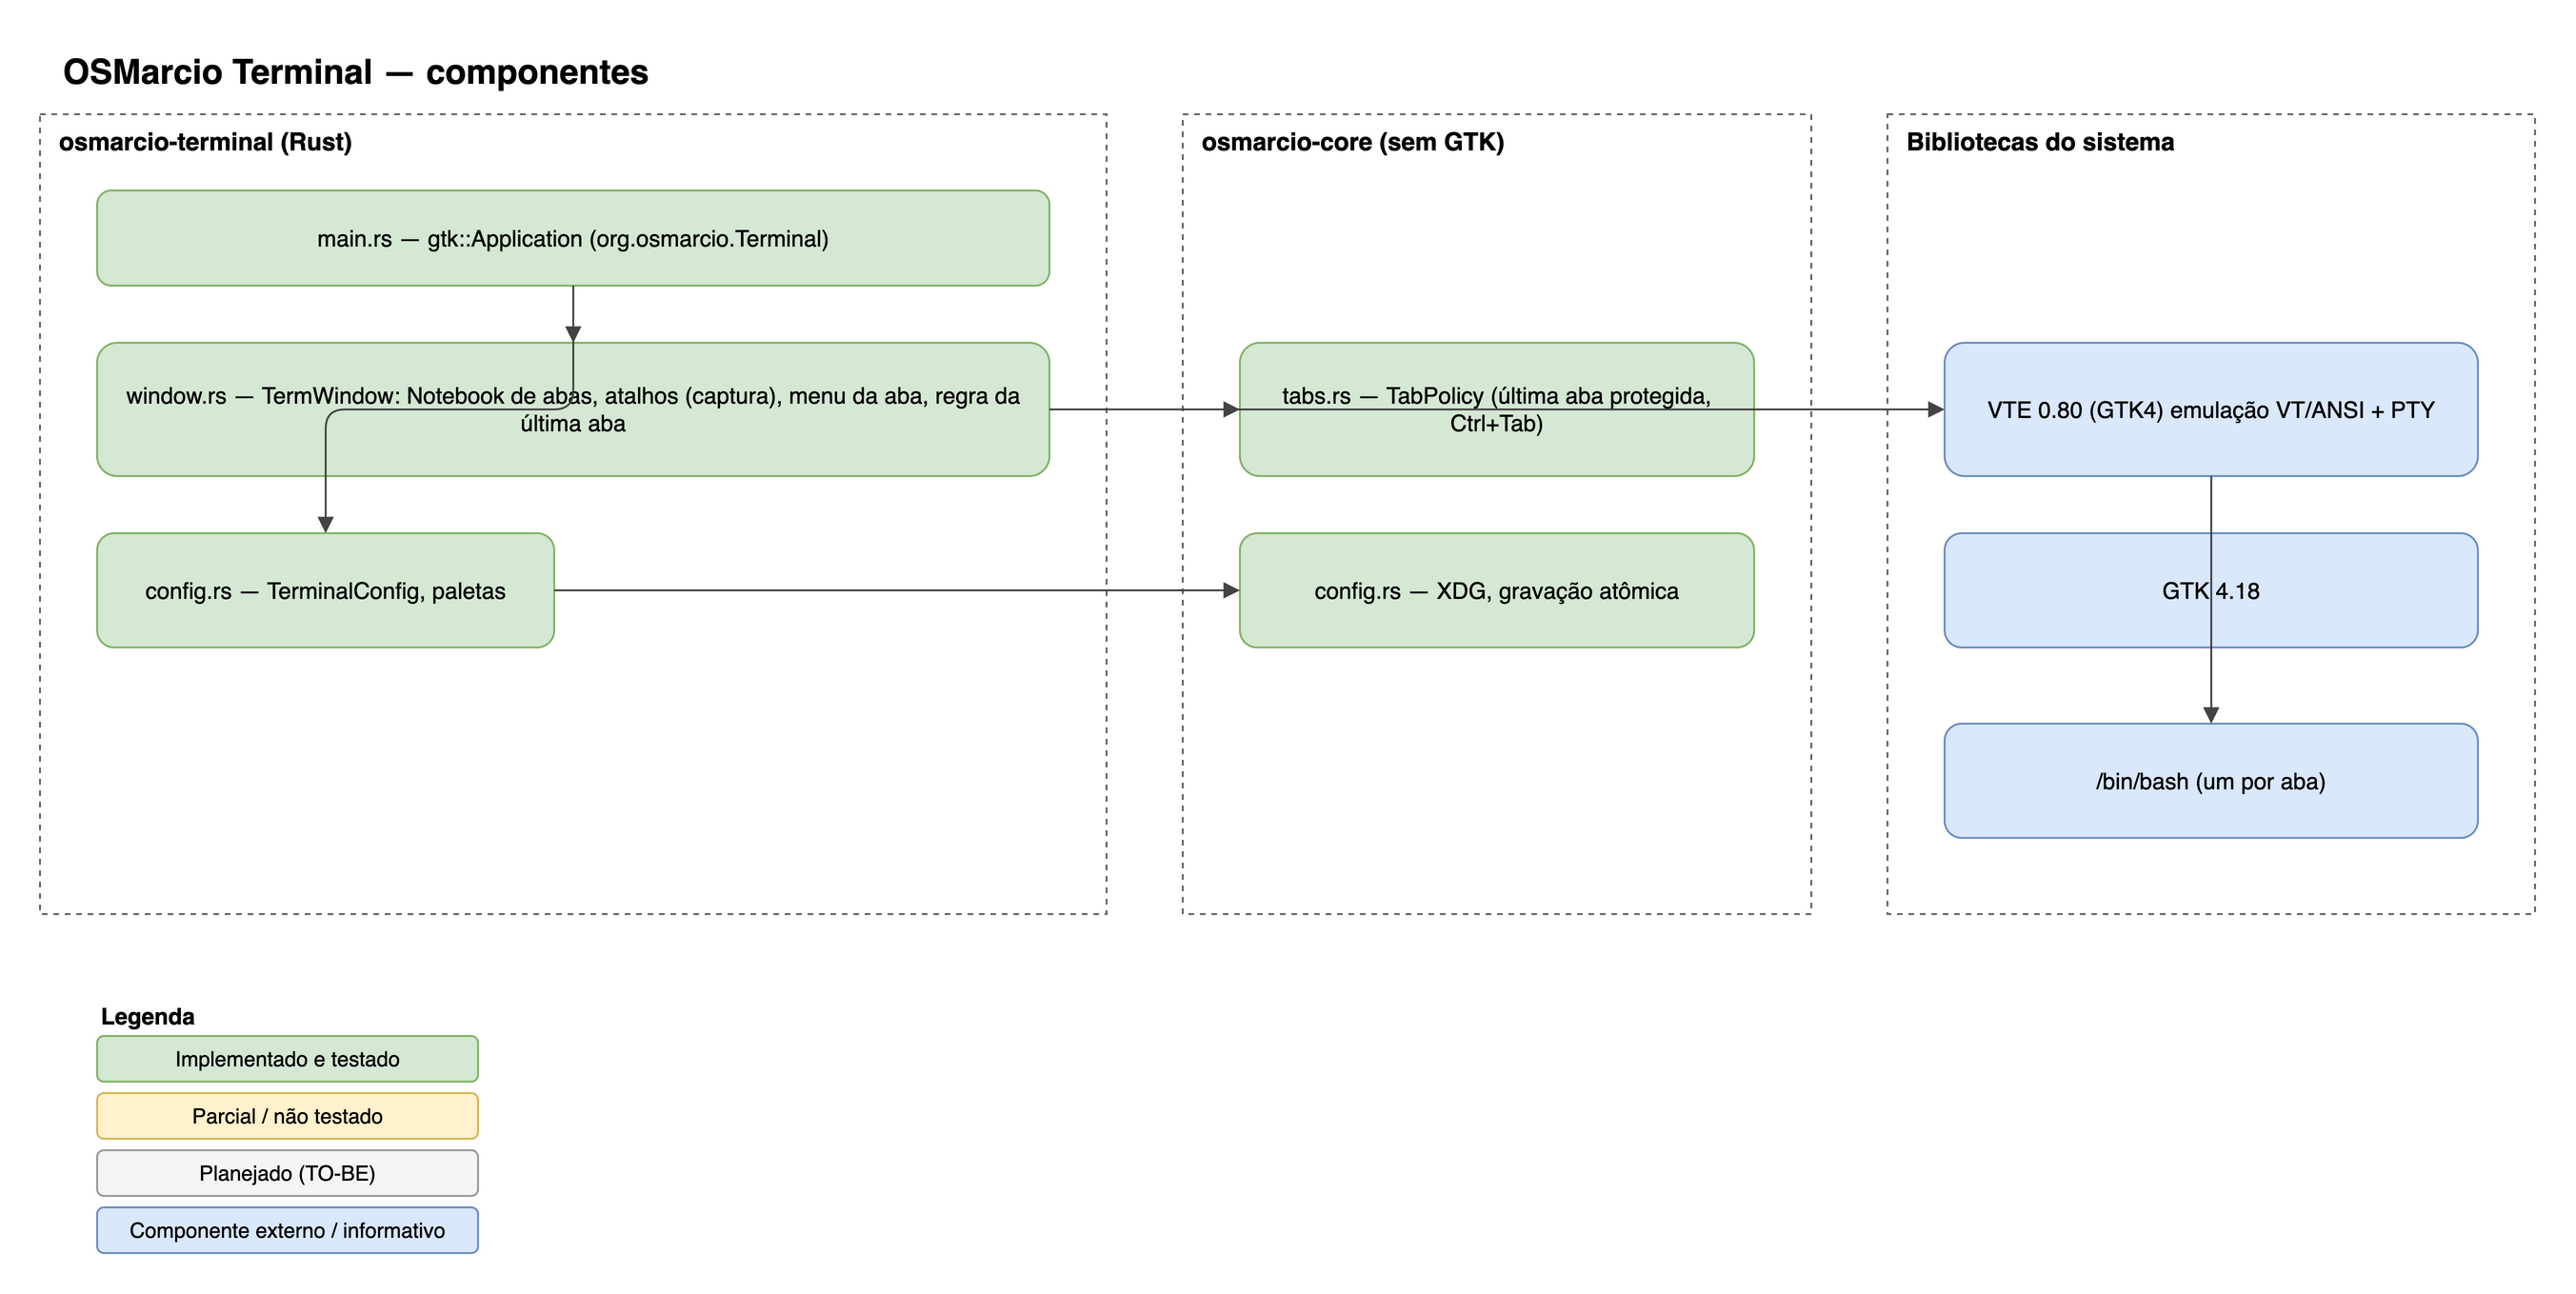 OSMarcio Terminal — componentes
osmarcio-terminal (Rust)
main.rs — gtk::Application (org.osmarcio.Terminal)
window.rs — TermWindow: Notebook de abas, atalhos (captura), menu da aba, regra da
última aba
config.rs — TerminalConfig, paletas
osmarcio-core (sem GTK)
tabs.rs — TabPolicy (última aba protegida,
Ctrl+Tab)
config.rs — XDG, gravação atômica
Bibliotecas do sistema
VTE 0.80 (GTK4) emulação VT/ANSI + PTY
GTK 4.18
/bin/bash (um por aba)
Legenda
Implementado e testado
Parcial / não testado
Planejado (TO-BE)
Componente externo / informativo